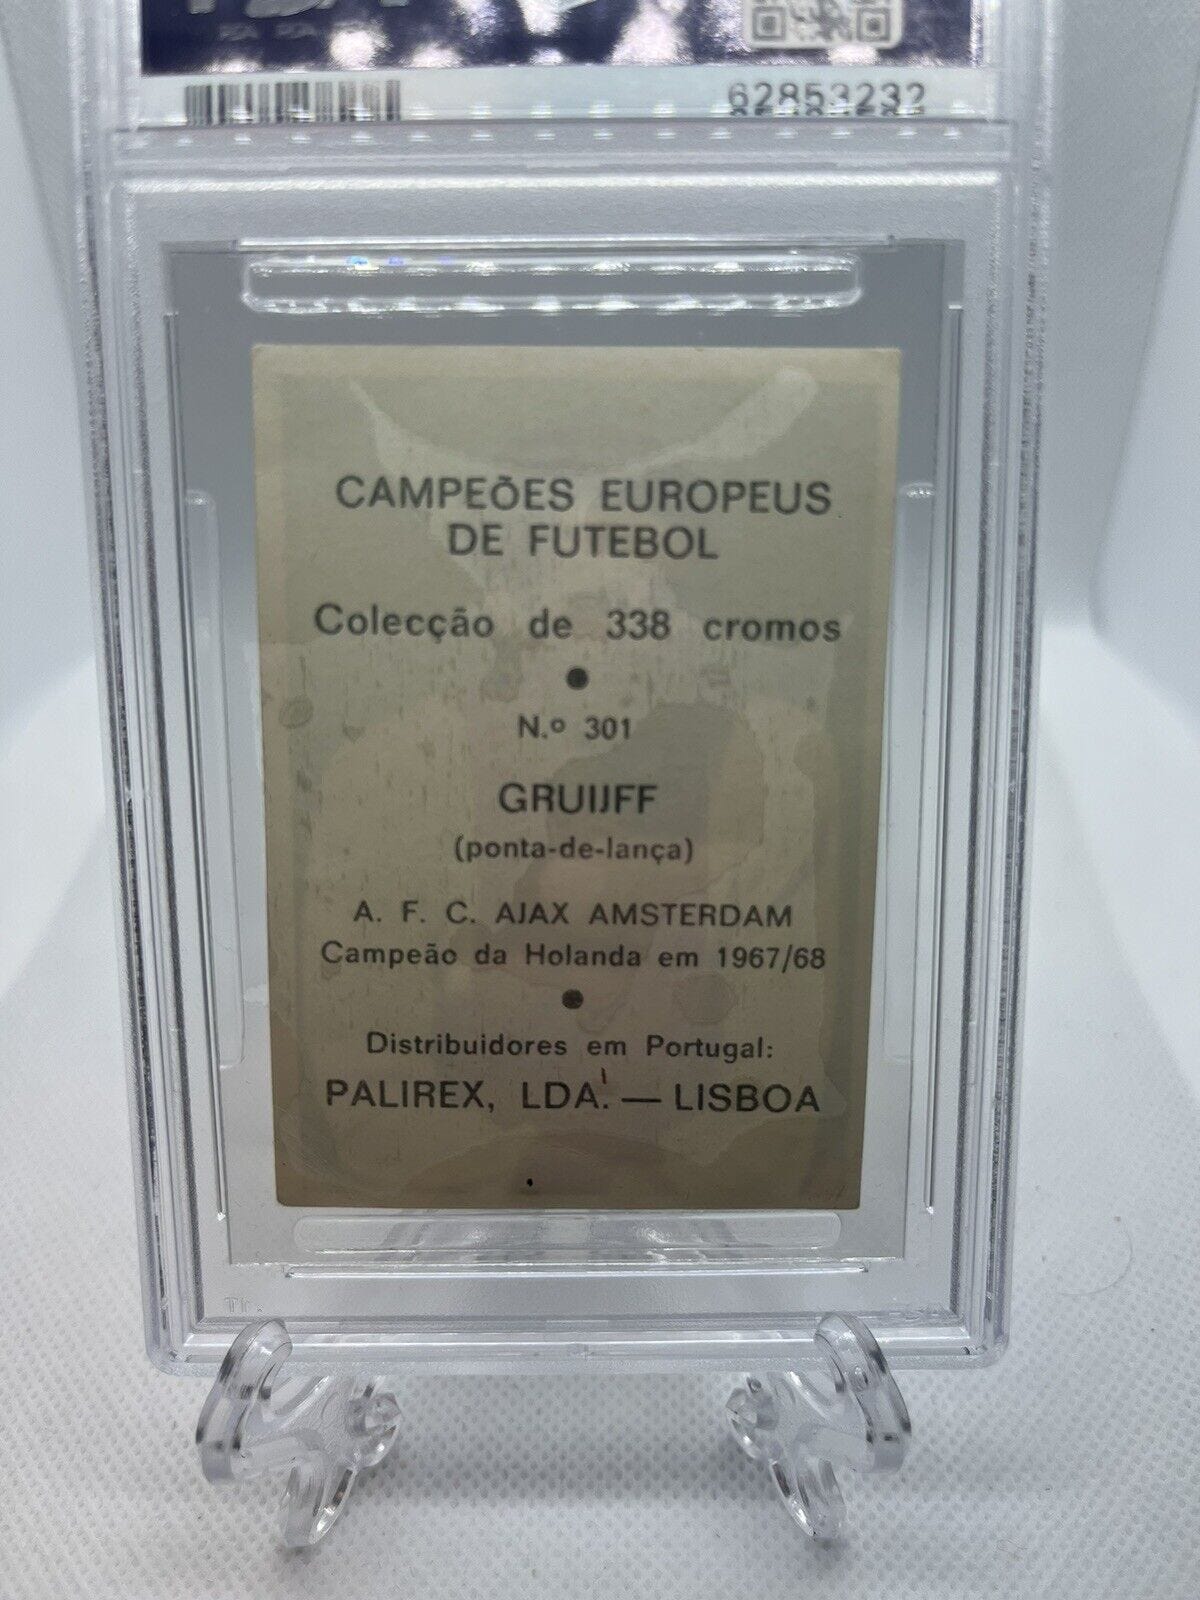 62853232
CAMPEÕES EUROPEUS
DE FUTEBOL
Colecção de 338 cromos
N.º 301
GRUIJFF
(ponta-de-lança)
A. F. C. AJAX AMSTERDAM
Campeão da Holanda em 1967/68
Distribuidores em Portugal:
PALIREX, LDA. — LISBOA